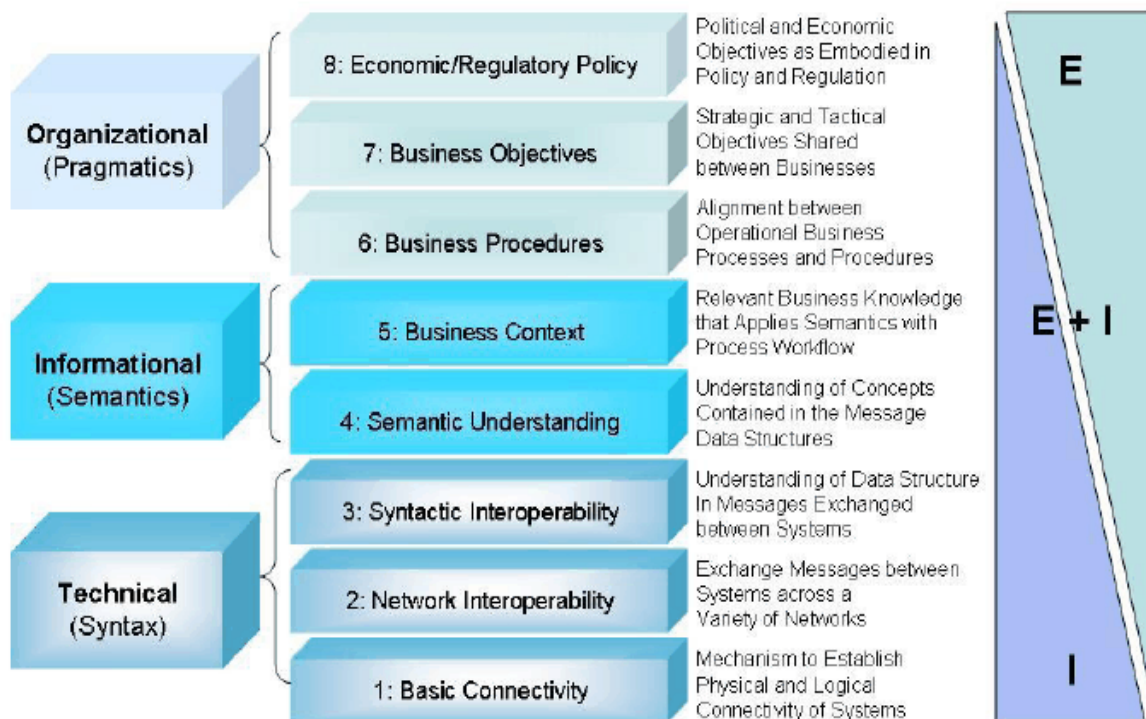 Organizational
(Pragmatics)
8: Economic/Regulatory Policy
Political and Economic
Objectives as Embodied in
Policy and Regulation
7: Business Objectives
Strategic and Tactical
Objectives Shared
between Businesses
6: Business Procedures
Alignment between
Operational Business
Processes and Procedures
Informational
(Semantics)
5: Business Context
Relevant Business Knowledge
that Applies Semantics with
Process Workflow
4: Semantic Understanding
Understanding of Concepts
Contained in the Message
Data Structures
Technical
(Syntax)
3: Syntactic Interoperability
Understanding of Data Structure
In Messages Exchanged
between Systems
2: Network Interoperability
Exchange Messages between
Systems across a
Variety of Networks
1: Basic Connectivity
Mechanism to Establish
Physical and Logical
Connectivity of Systems
E
E + I
I